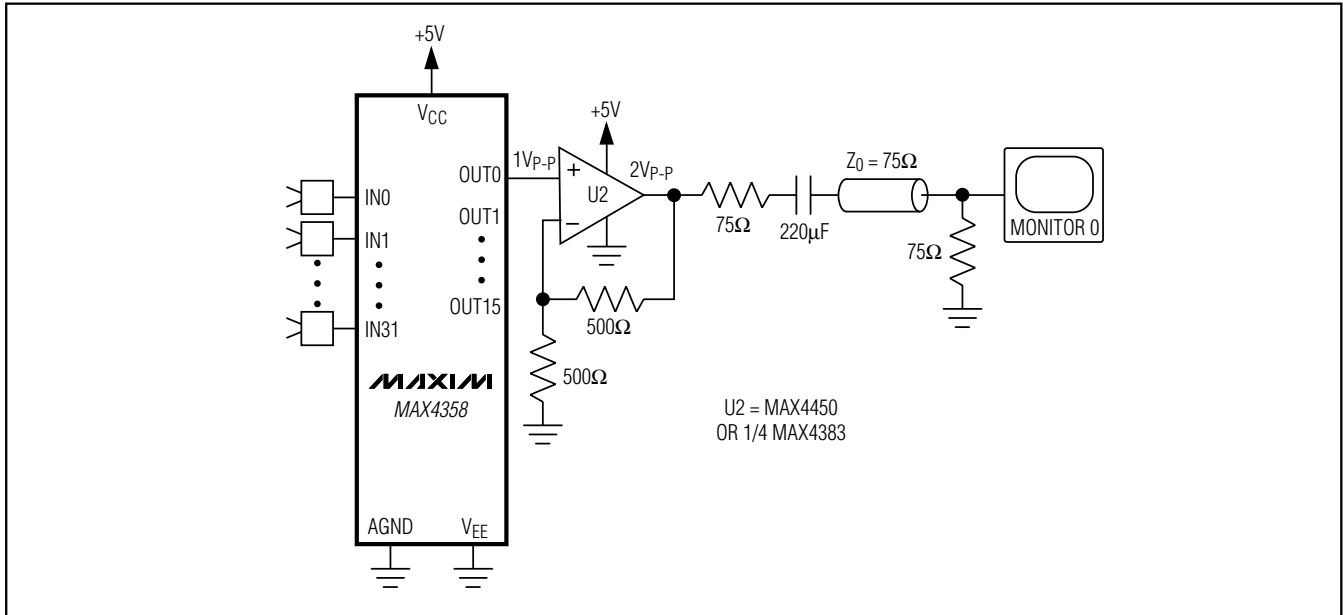 +5V
VCC
+5V
OUT0
1VP-P
+
U2
−
2VP-P
Z0 = 75Ω
75Ω
220µF
75Ω
MONITOR 0
IN0
IN1
IN31
OUT1
OUT15
500Ω
500Ω
MAXIM
MAX4358
U2 = MAX4450
OR 1/4 MAX4383
AGND
VEE